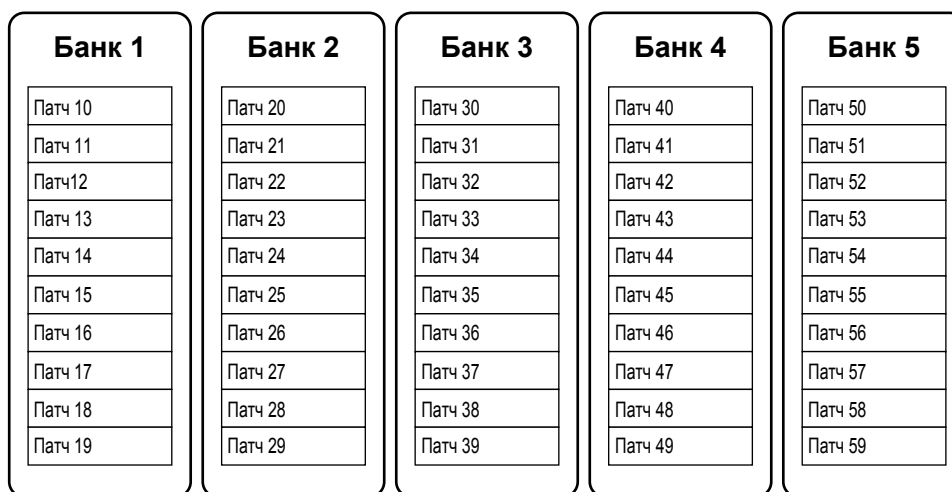 Банк 1
Патч 10
Патч 11
Патч12
Патч 13
Патч 14
Патч 15
Патч 16
Патч 17
Патч 18
Патч 19
Банк 2
Патч 20
Патч 21
Патч 22
Патч 23
Патч 24
Патч 25
Патч 26
Патч 27
Патч 28
Патч 29
Банк 3
Патч 30
Патч 31
Патч 32
Патч 33
Патч 34
Патч 35
Патч 36
Патч 37
Патч 38
Патч 39
Банк 4
Патч 40
Патч 41
Патч 42
Патч 43
Патч 44
Патч 45
Патч 46
Патч 47
Патч 48
Патч 49
Банк 5
Патч 50
Патч 51
Патч 52
Патч 53
Патч 54
Патч 55
Патч 56
Патч 57
Патч 58
Патч 59